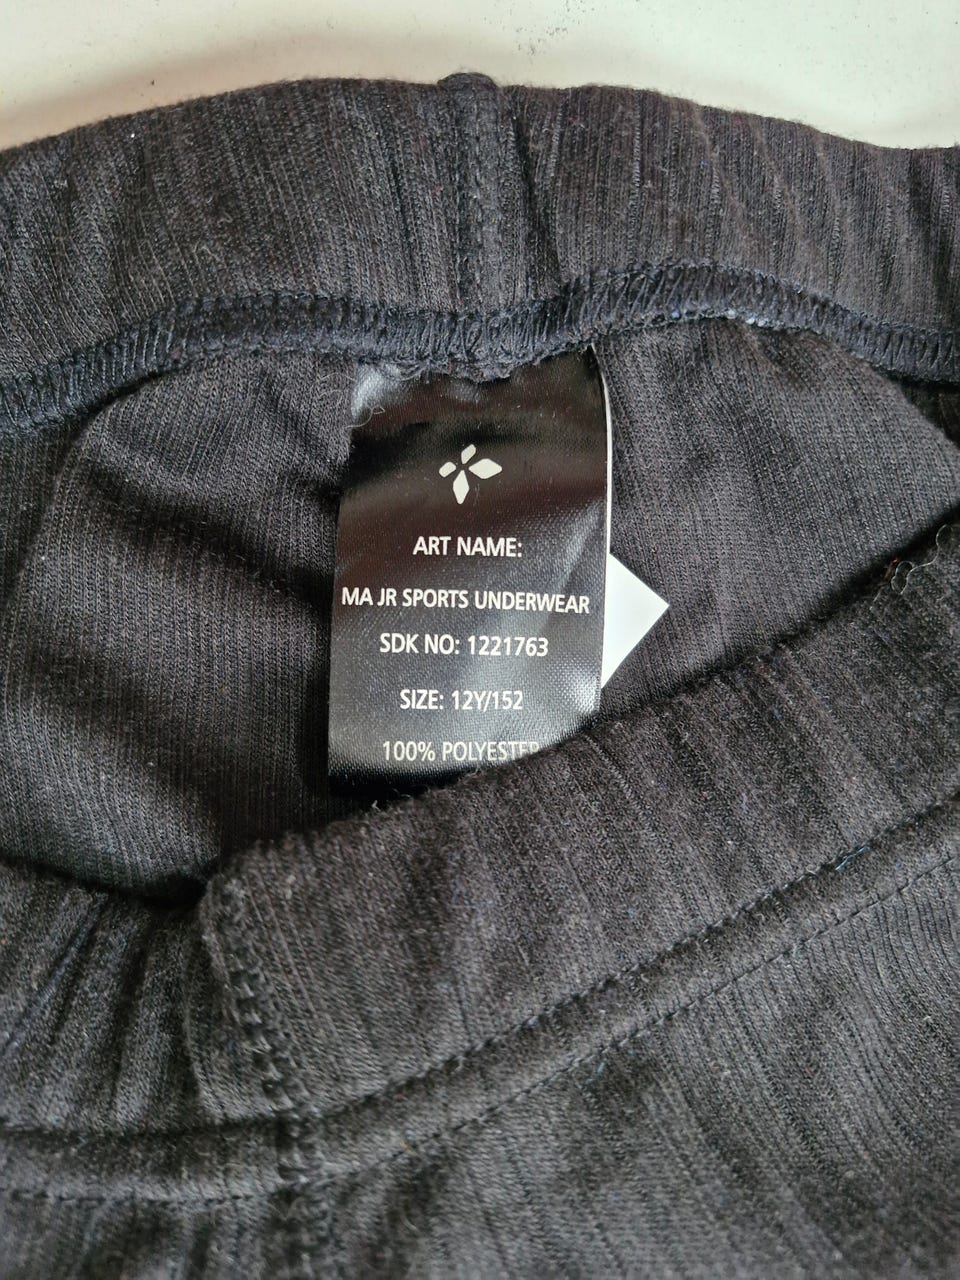 ART NAME:
MA JR SPORTS UNDERWEAR
SDK NO: 1221763
SIZE: 12Y/152
100% POLYESTER